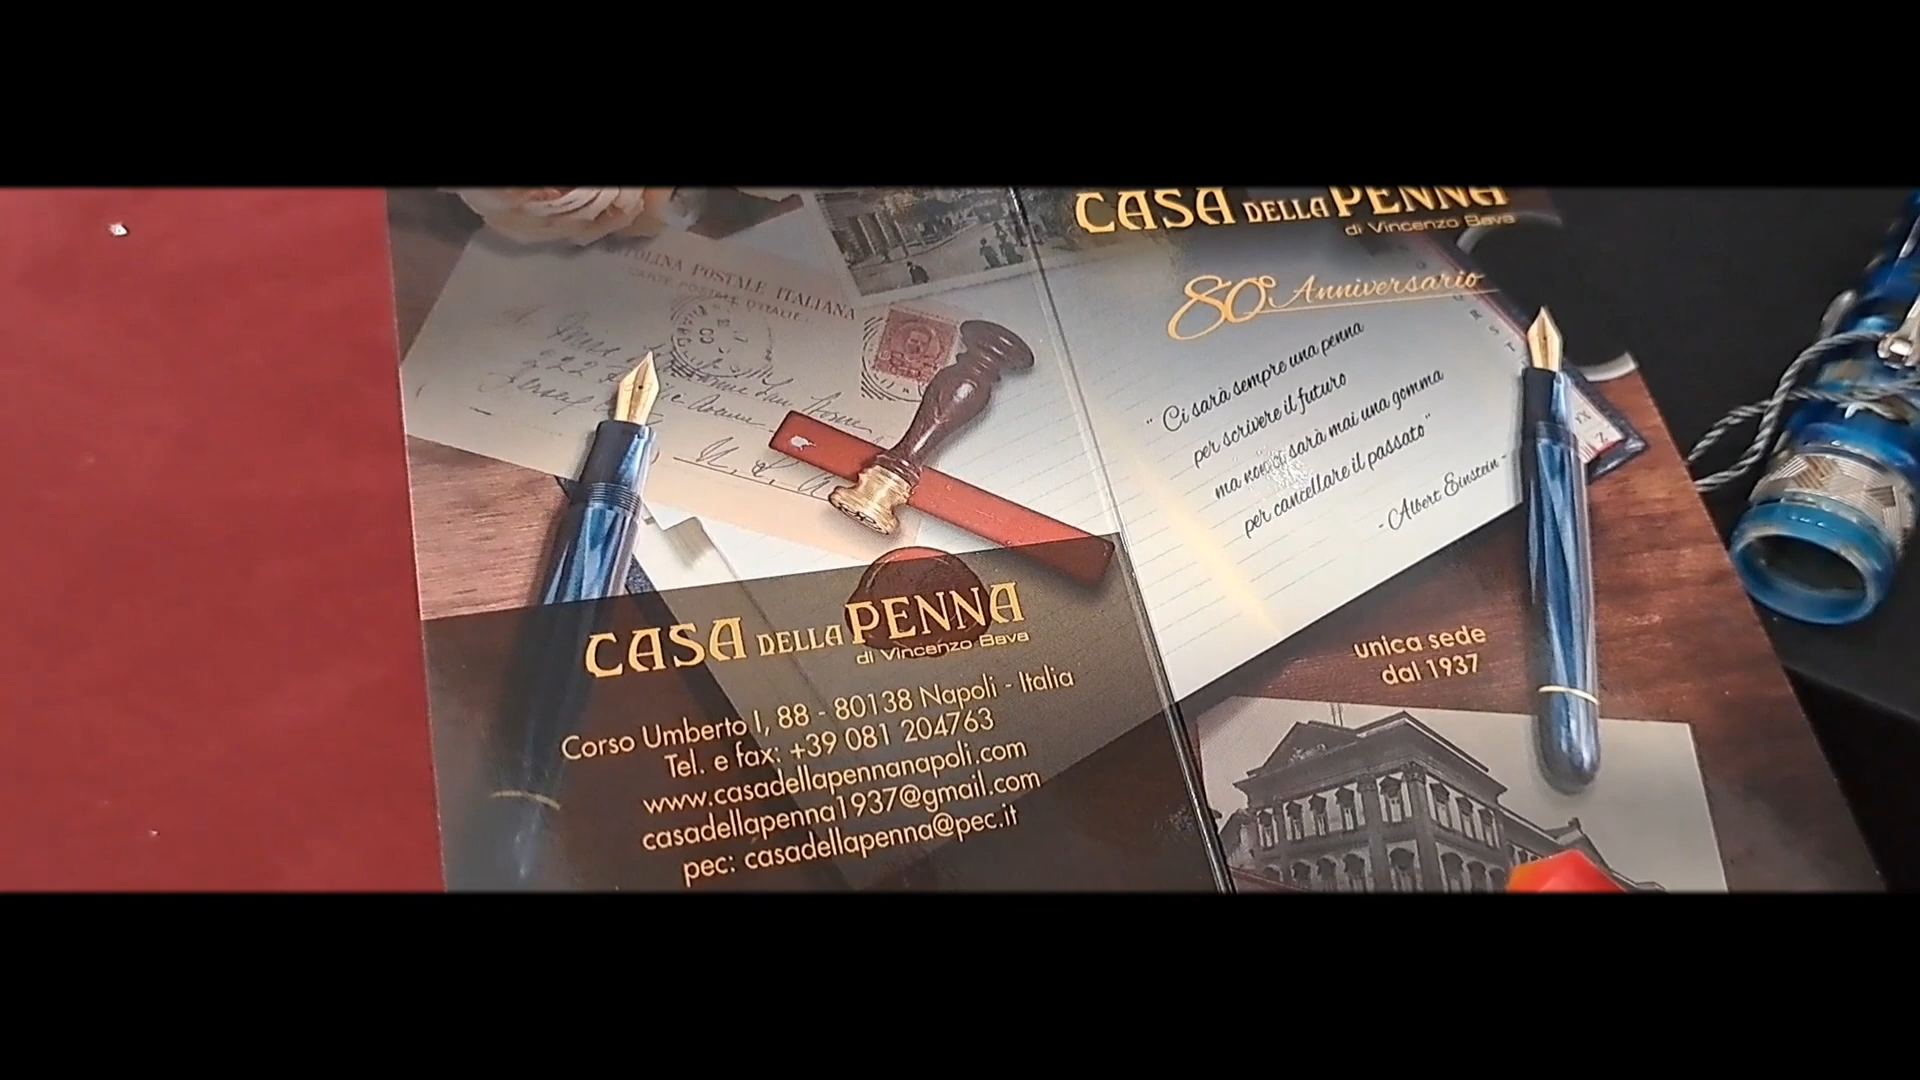 CARTOLINA POSTALE ITALIANA
CASA DELLA PENNA
di Vincenzo Bava
Corso Umberto I, 88 - 80138 Napoli - Italia
Tel. e fax: +39 081 204763
www.casadellapennanapoli.com
casadellapenna1937@gmail.com
pec: casadellapenna@pec.it
CASA DELLA PENNA
di Vincenzo Bava
80° Anniversario
" Ci sarà sempre una penna
per scrivere il futuro
ma non ci sarà mai una gomma
per cancellare il passato"
- Albert Einstein -
unica sede
dal 1937